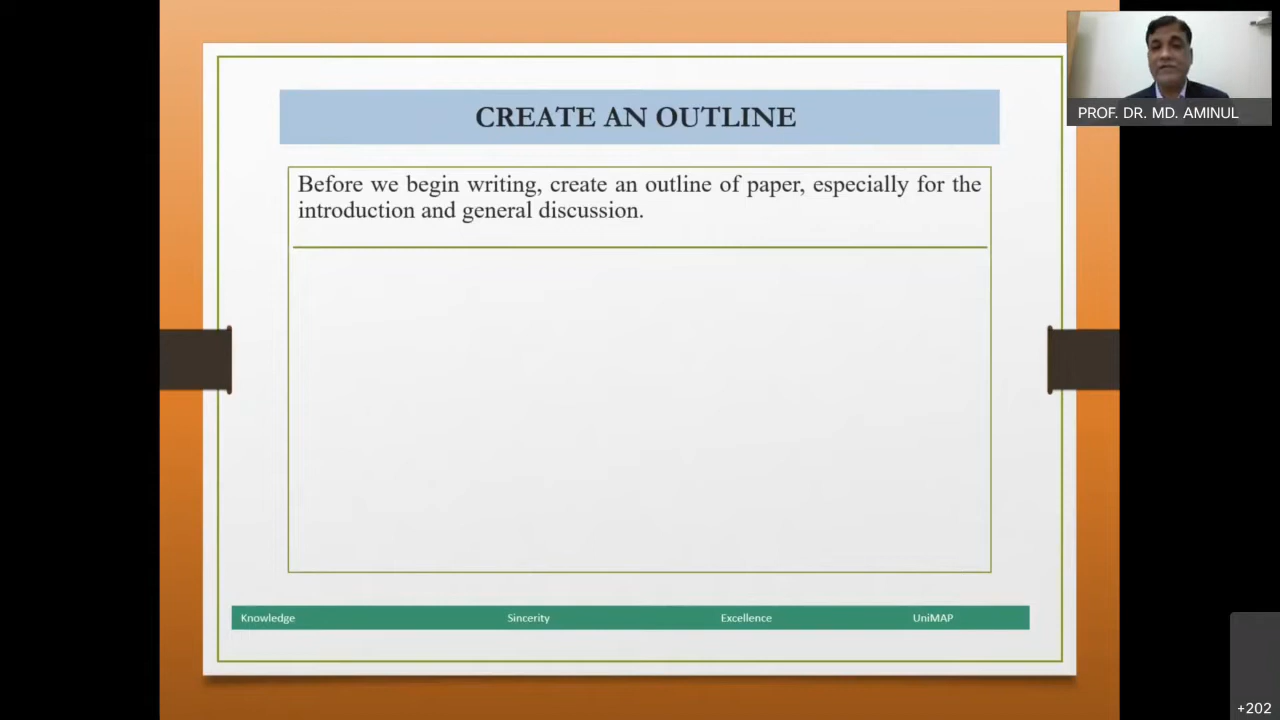 CREATE AN OUTLINE
Before we begin writing, create an outline of paper, especially for the
introduction and general discussion.
Knowledge Sincerity Excellence UniMAP
PROF. DR. MD. AMINUL
+202